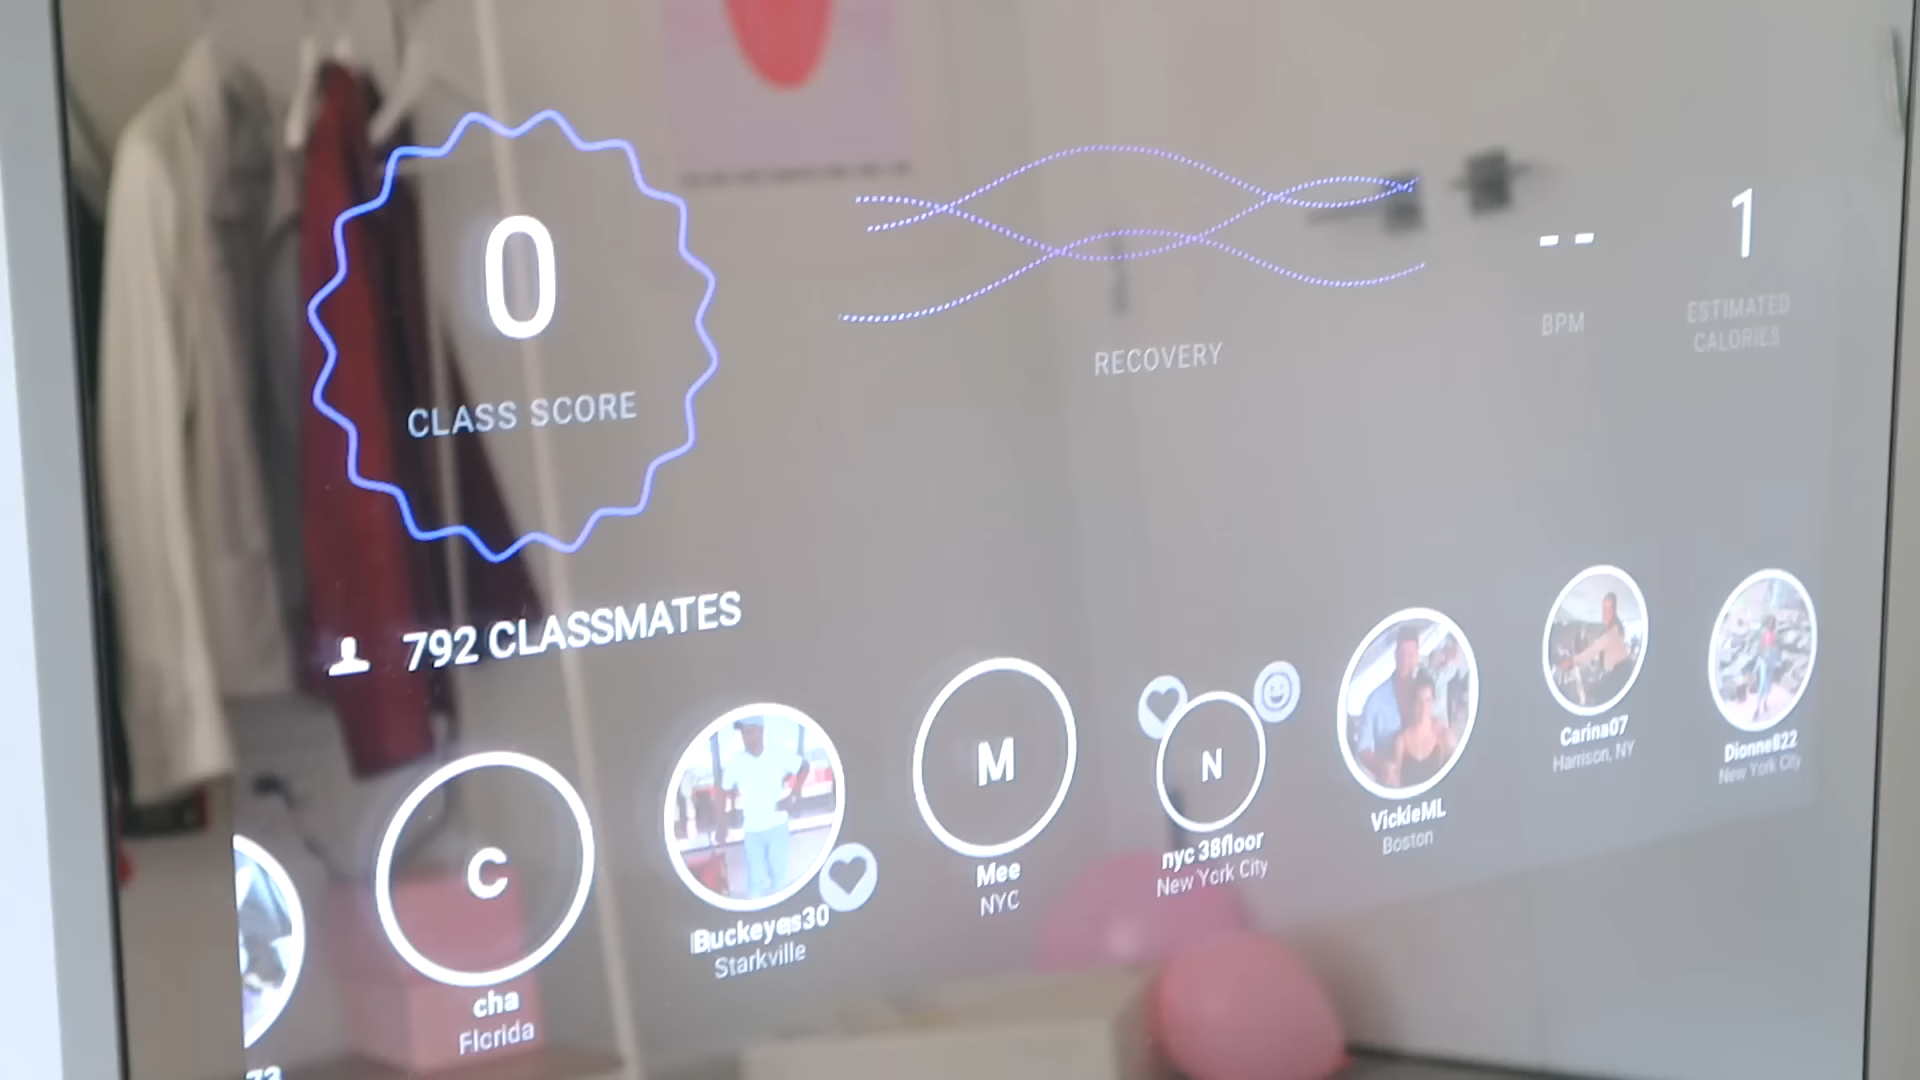 0
CLASS SCORE
RECOVERY
--
BPM
1
ESTIMATED
CALORIES
792 CLASSMATES
73
C
cha
Florida
Buckeyes30
Starkville
M
Mee
NYC
N
nyc 38floor
New York City
VickieML
Boston
Carina07
Harrison, NY
Dionne822
New York City